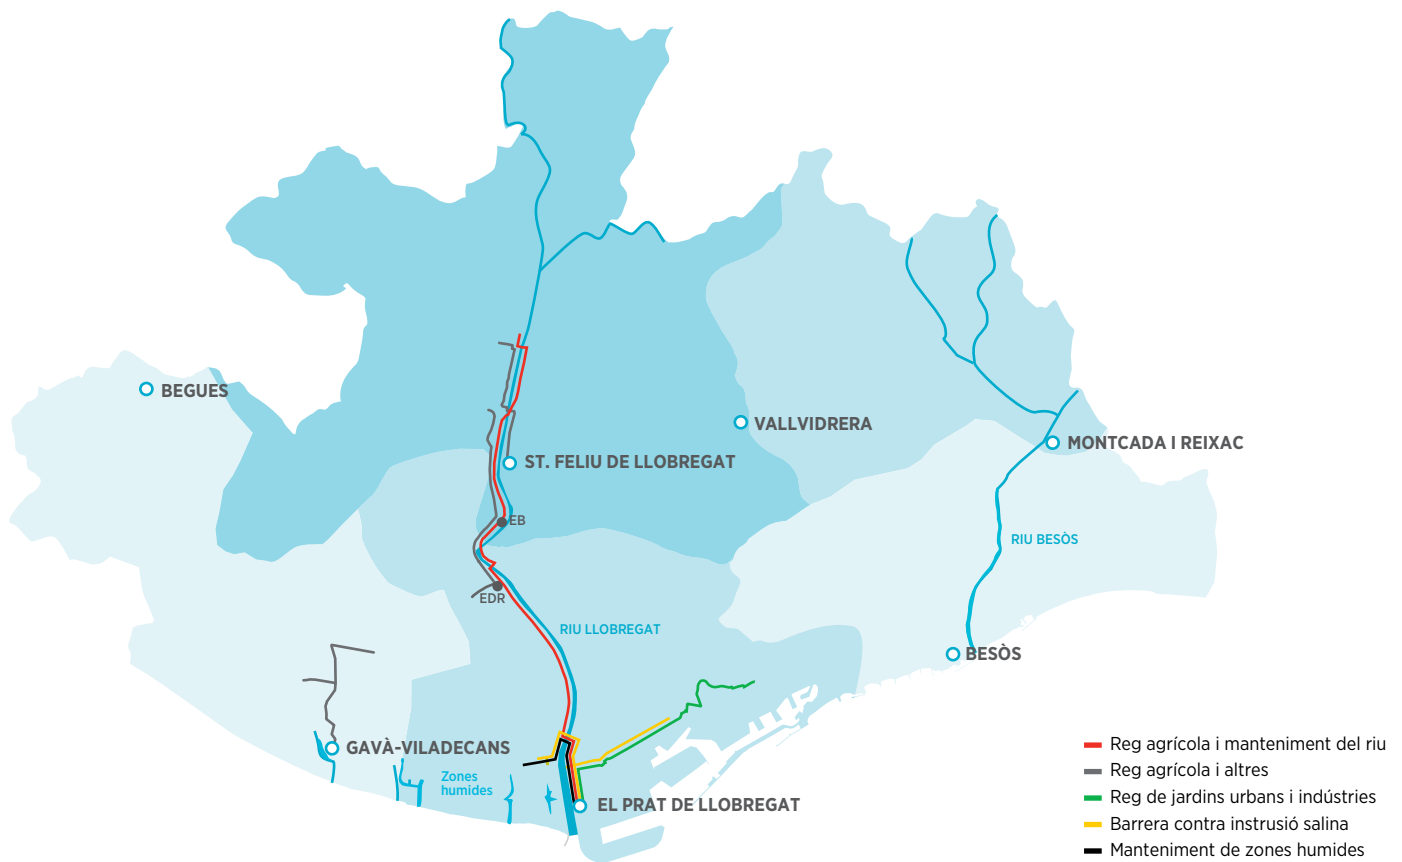 BEGUES
VALLVIDRERA
MONTCADA I REIXAC
ST. FELIU DE LLOBREGAT
EB
RIU BESÒS
EDR
RIU LLOBREGAT
BESÒS
GAVÀ-VILADECANS
Zones
humides
EL PRAT DE LLOBREGAT
Reg agrícola i manteniment del riu
Reg agrícola i altres
Reg de jardins urbans i indústries
Barrera contra instrusió salina
Manteniment de zones humides